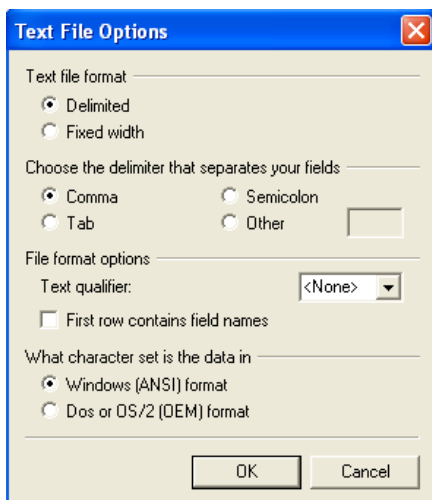 Text File Options
Text file format
Delimited
Fixed width
Choose the delimiter that separates your fields
Comma
Semicolon
Tab
Other
File format options
Text qualifier:
<None>
First row contains field names
What character set is the data in
Windows (ANSI) format
Dos or OS/2 (OEM) format
OK
Cancel